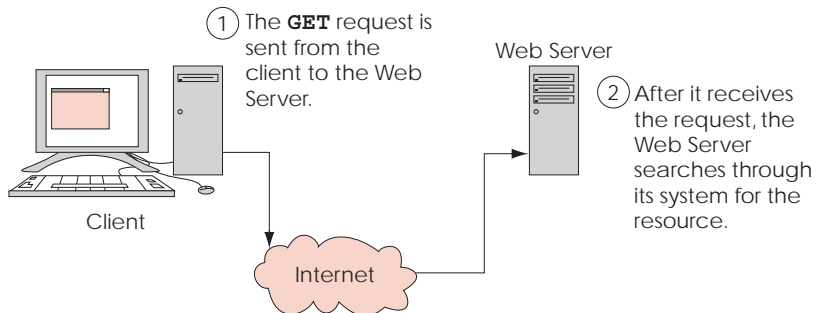 1 The GET request is
sent from the
client to the Web
Server.
Web Server
2 After it receives
the request, the
Web Server
searches through
its system for the
resource.
Client
Internet